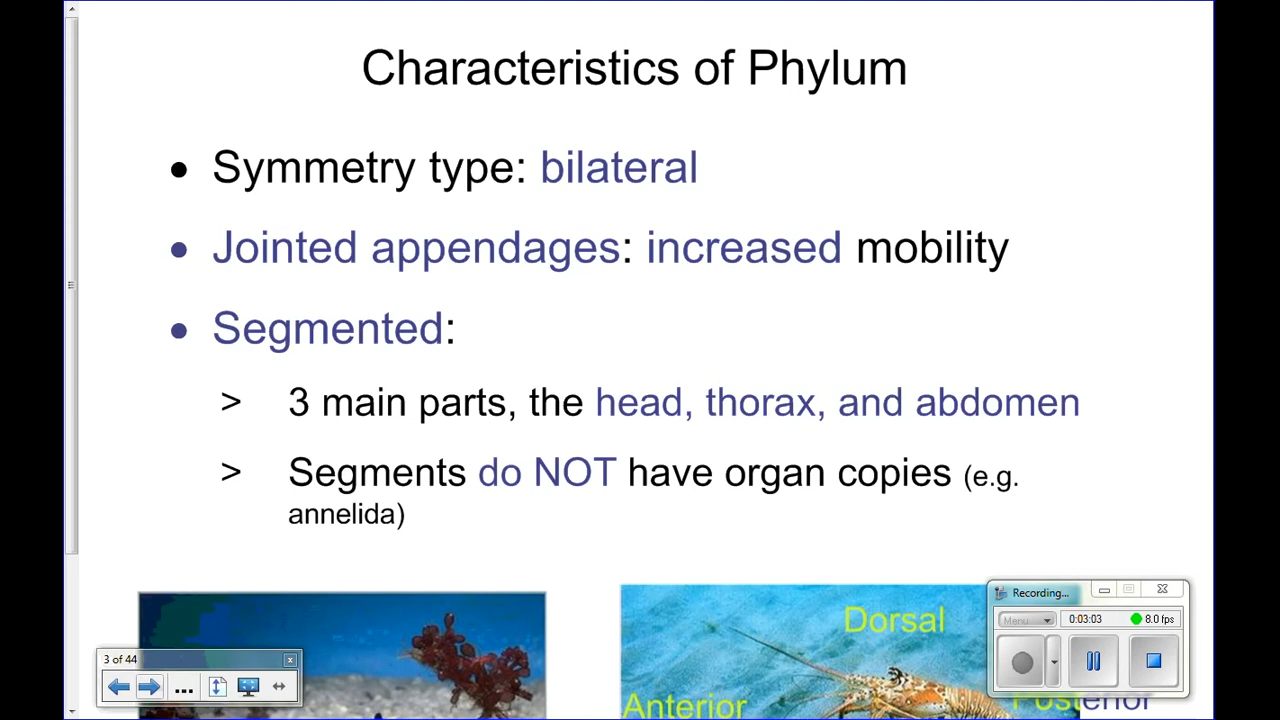 Characteristics of Phylum
• Symmetry type: bilateral
• Jointed appendages: increased mobility
• Segmented:
> 3 main parts, the head, thorax, and abdomen
> Segments do NOT have organ copies (e.g.
annelida)
Recording...
Menu
0:03:03
8.0 fps
Dorsal
3 of 44
Anterior
Posterior